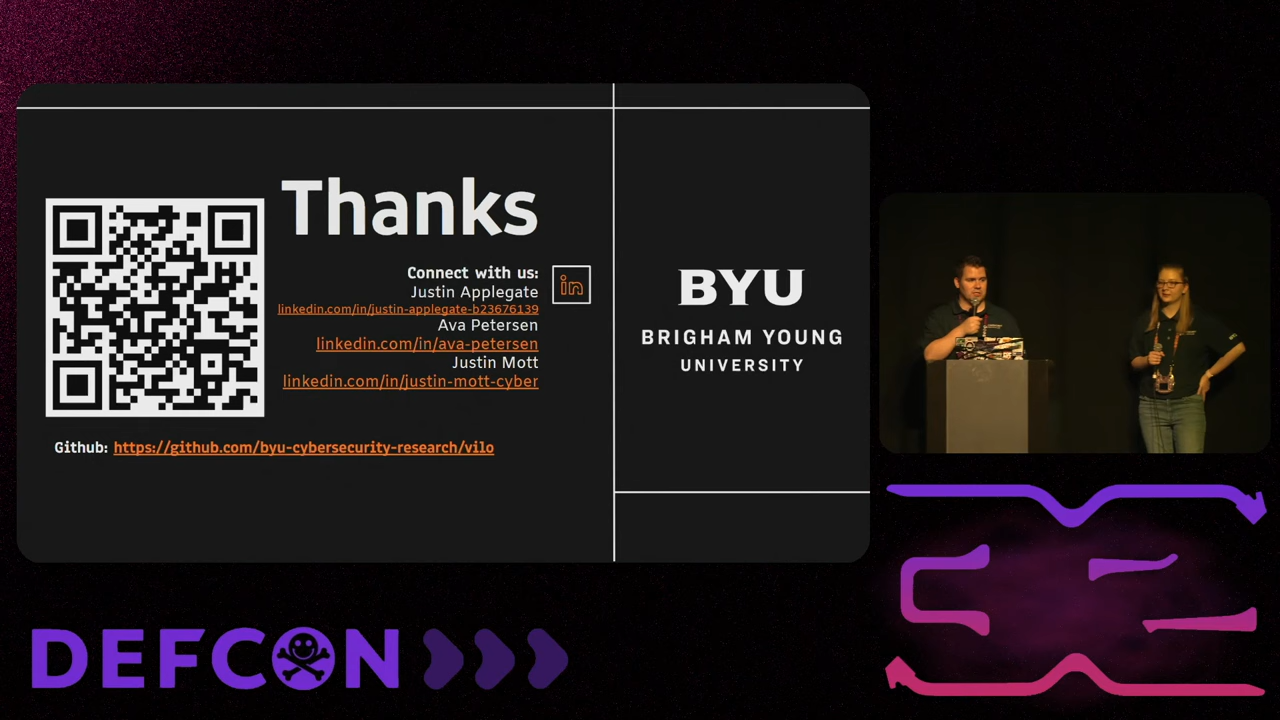 Thanks
Connect with us:
Justin Applegate
linkedin.com/in/justin-applegate-b23676139
Ava Petersen
linkedin.com/in/ava-petersen
Justin Mott
linkedin.com/in/justin-mott-cyber
Github: https://github.com/byu-cybersecurity-research/vilo
in
BYU
BRIGHAM YOUNG
UNIVERSITY
DEFCON